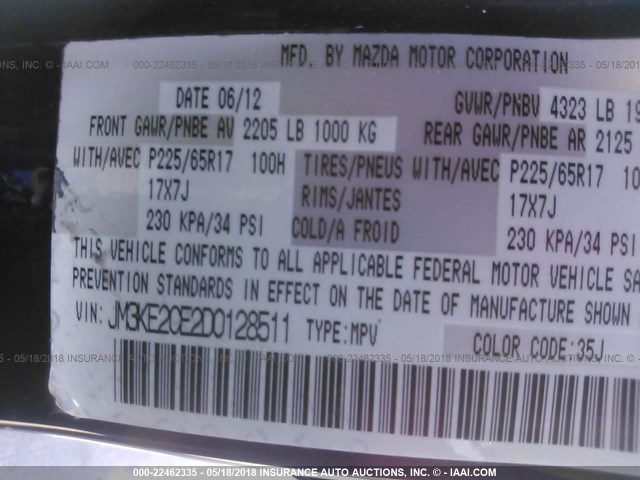 MFD. BY MAZDA MOTOR CORPORATION
DATE 06/12 GVWR/PNBV 4323 LB 19
FRONT GAWR/PNBE AV 2205 LB 1000 KG REAR GAWR/PNBE AR 2125
WITH/AVEC P225/65R17 100H TIRES/PNEUS WITH/AVEC P225/65R17 10
17X7J RIMS/JANTES 17X7J
230 KPA/34 PSI COLD/A FROID 230 KPA/34 PSI
THIS VEHICLE CONFORMS TO ALL APPLICABLE FEDERAL MOTOR VEHICLE SA
PREVENTION STANDARDS IN EFFECT ON THE DATE OF MANUFACTURE SHOWN
VIN: JM3KE2CE2D0128511 TYPE:MPV COLOR CODE:35J
000-22462335 - 05/18/2018 INSURANCE AUTO AUCTIONS, INC. - © IAAI.COM